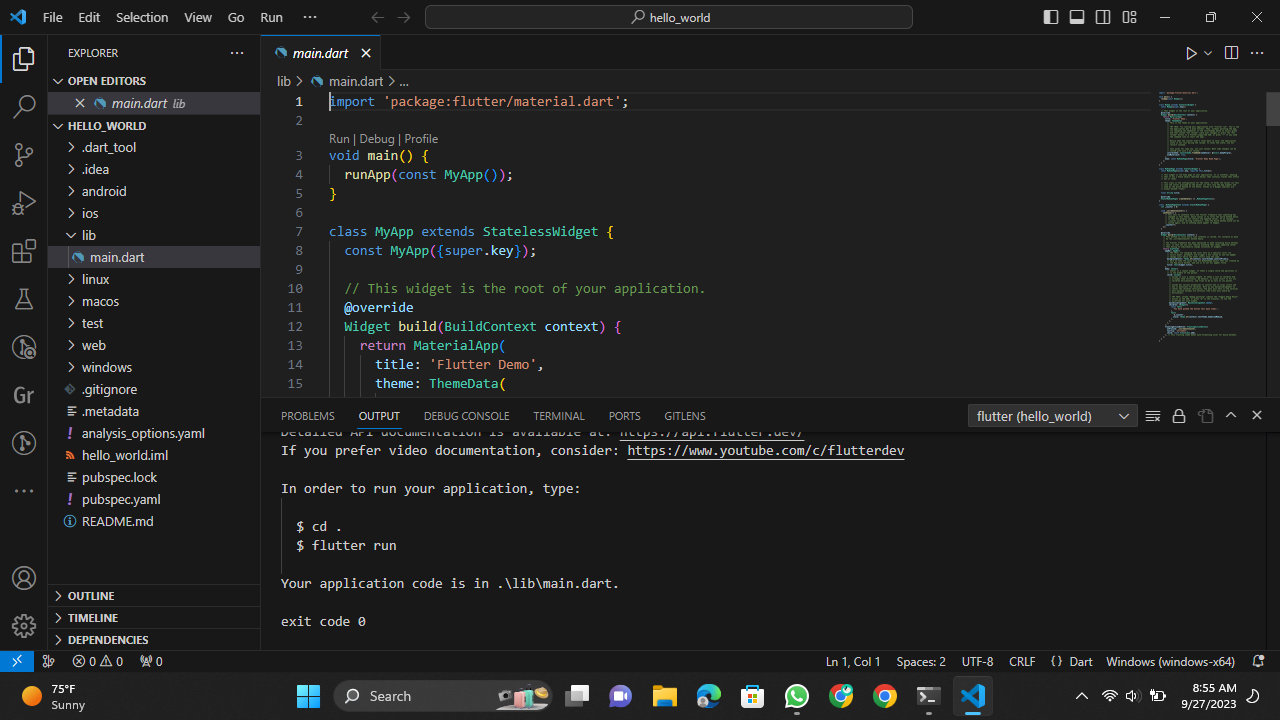 File Edit Selection View Go Run ···
hello_world
EXPLORER ···
OPEN EDITORS
main.dart lib
HELLO_WORLD
.dart_tool
.idea
android
ios
lib
main.dart
linux
macos
test
web
windows
.gitignore
.metadata
analysis_options.yaml
hello_world.iml
pubspec.lock
pubspec.yaml
README.md
OUTLINE
TIMELINE
DEPENDENCIES
Gr
main.dart
lib > main.dart > ...
1 import 'package:flutter/material.dart';
2
Run | Debug | Profile
3 void main() {
4 runApp(const MyApp());
5 }
6
7 class MyApp extends StatelessWidget {
8 const MyApp({super.key});
9
10 // This widget is the root of your application.
11 @override
12 Widget build(BuildContext context) {
13 return MaterialApp(
14 title: 'Flutter Demo',
15 theme: ThemeData(
PROBLEMS OUTPUT DEBUG CONSOLE TERMINAL PORTS GITLENS
flutter (hello_world)
Detailed API documentation is available at: https://api.flutter.dev/
If you prefer video documentation, consider: https://www.youtube.com/c/flutterdev
In order to run your application, type:
$ cd .
$ flutter run
Your application code is in .\lib\main.dart.
exit code 0
0 0 0
Ln 1, Col 1 Spaces: 2 UTF-8 CRLF {} Dart Windows (windows-x64)
75°F
Sunny
Search
8:55 AM
9/27/2023